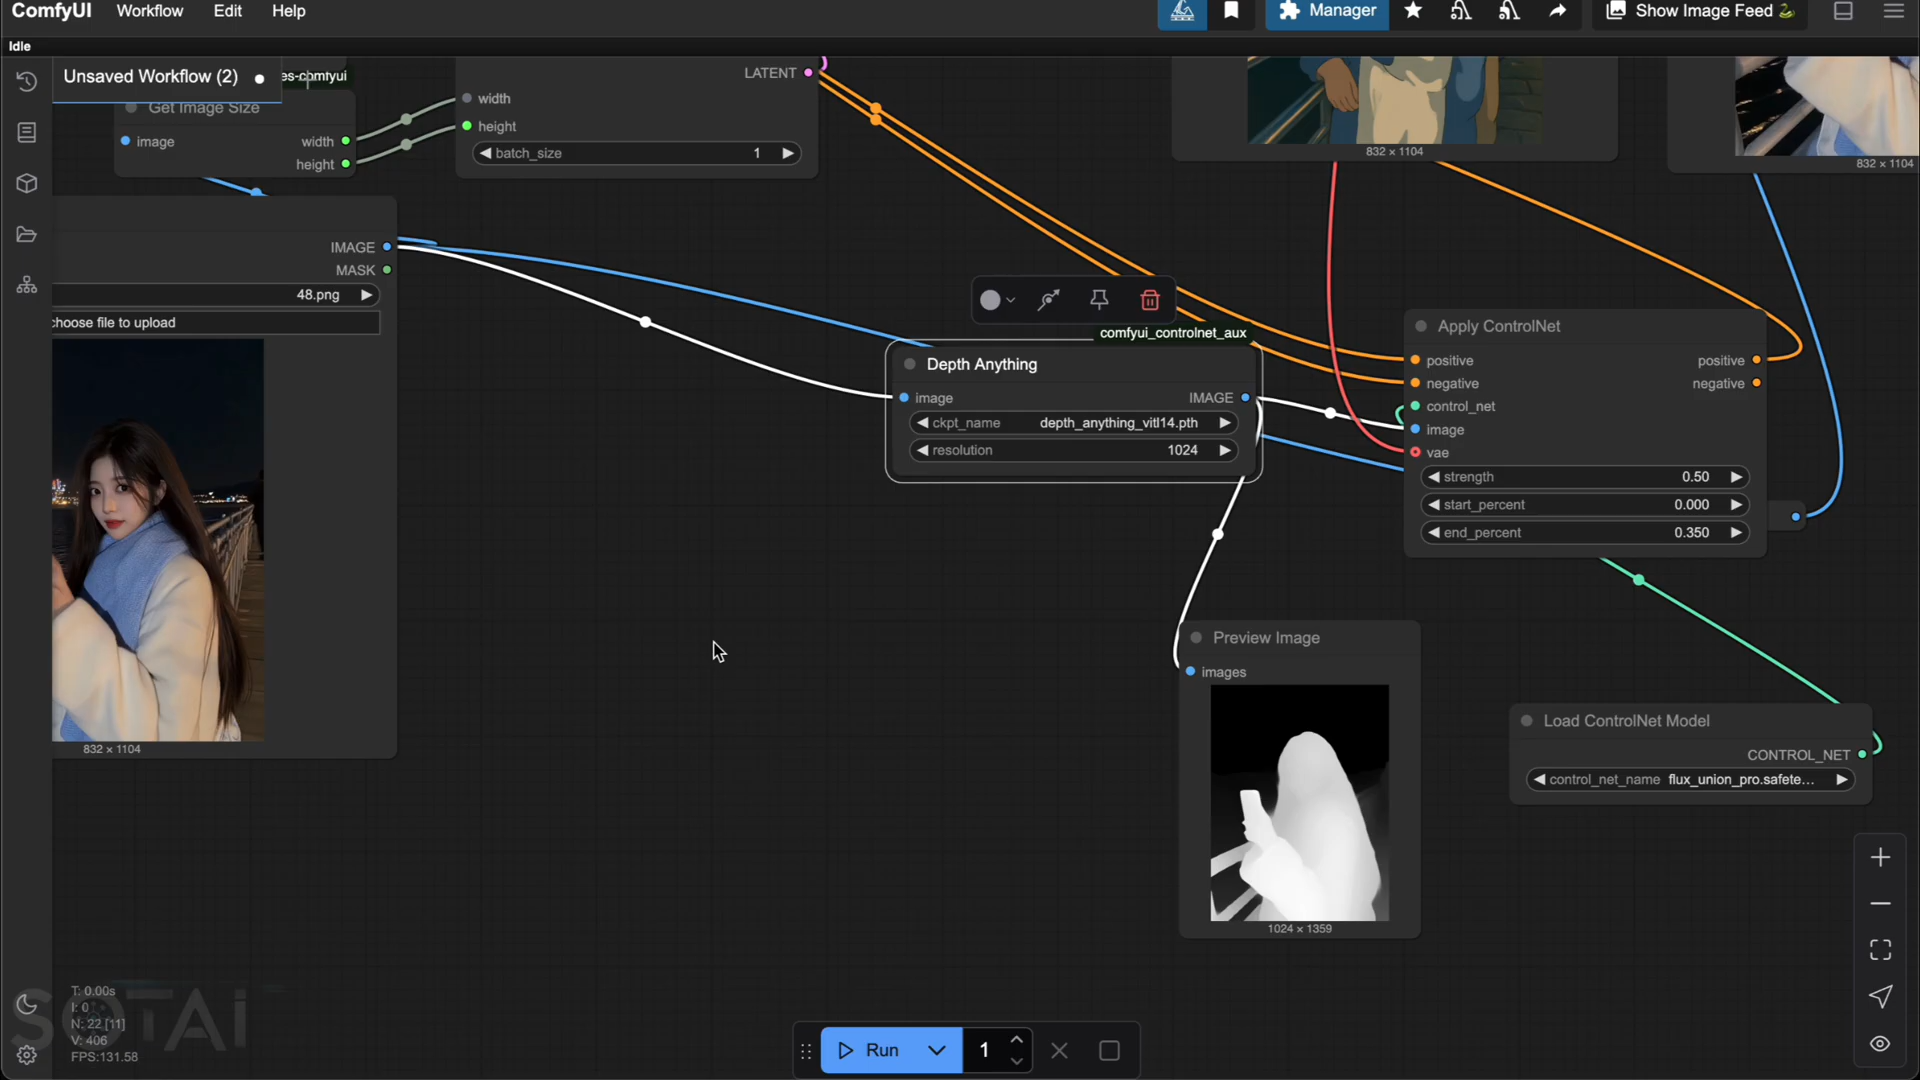 ComfyUI
Workflow
Edit
Help
Manager
Show Image Feed
Idle
Unsaved Workflow (2)
es-comfyui
Get Image Size
image
width
height
LATENT
width
height
batch_size
1
832 × 1104
832 × 1104
IMAGE
MASK
48.png
choose file to upload
832 × 1104
comfyui_controlnet_aux
Depth Anything
image
IMAGE
ckpt_name
depth_anything_vitl14.pth
resolution
1024
Apply ControlNet
positive
positive
negative
negative
control_net
image
vae
strength
0.50
start_percent
0.000
end_percent
0.350
Preview Image
images
1024 × 1359
Load ControlNet Model
CONTROL_NET
control_net_name
flux_union_pro.safete...
SOTAi
T: 0.00s
I: 0
N: 22 [11]
V: 406
FPS:131.58
Run
1